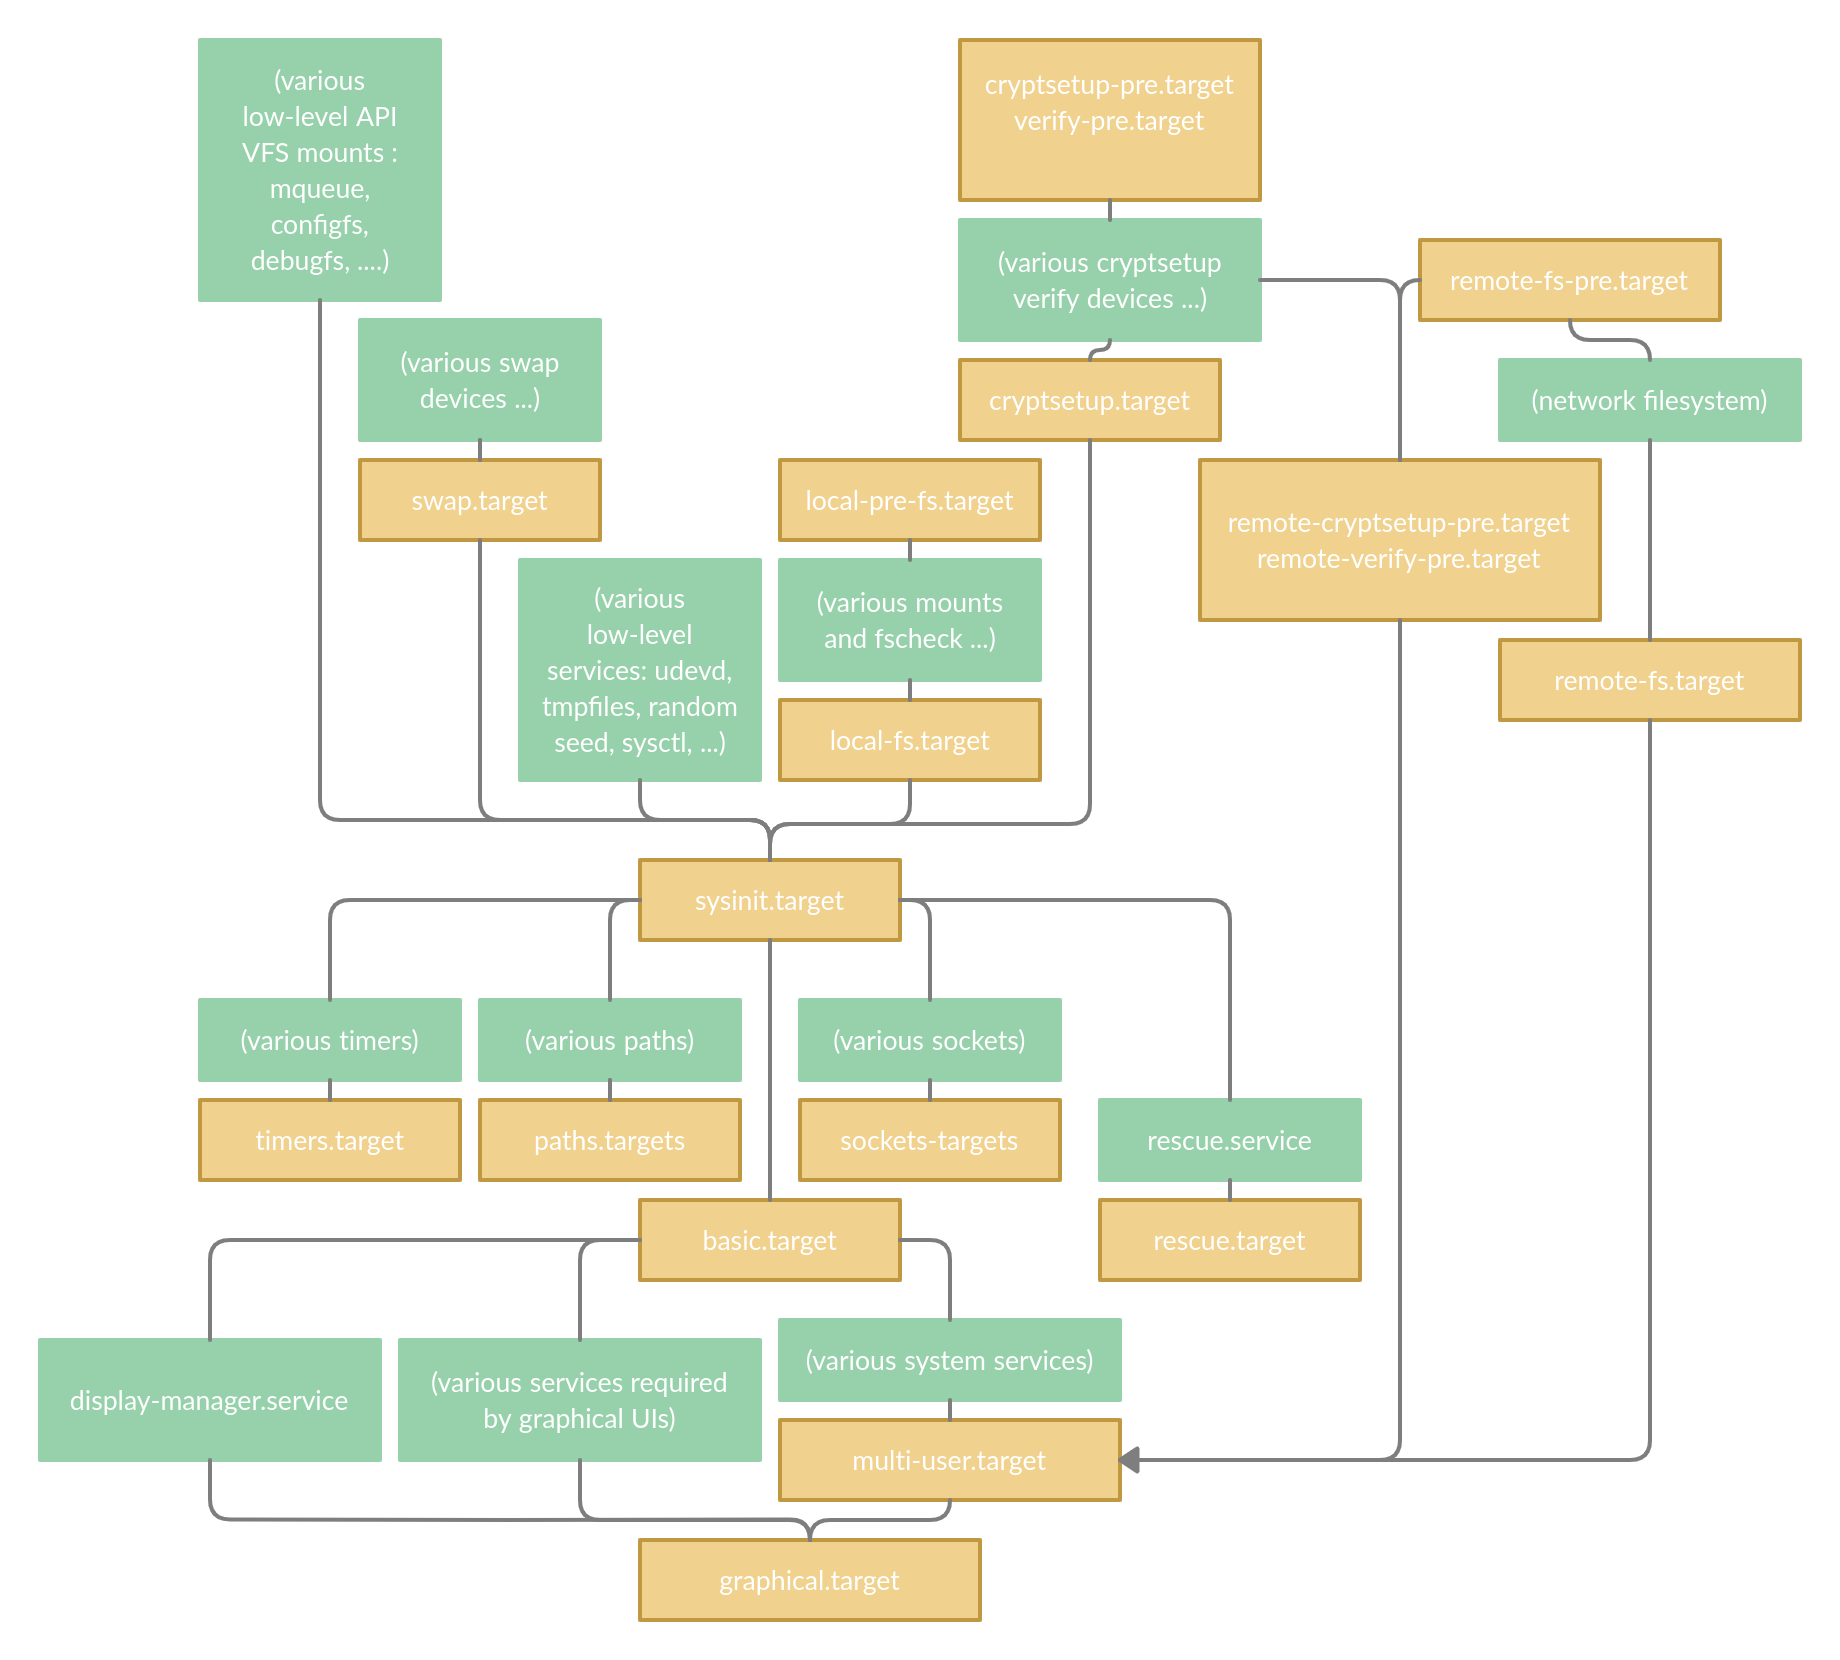 (various
low-level API
VFS mounts :
mqueue,
configfs,
debugfs, ....)
cryptsetup-pre.target
verify-pre.target
(various cryptsetup
verify devices ...)
remote-fs-pre.target
(various swap
devices ...)
cryptsetup.target
(network filesystem)
swap.target
local-pre-fs.target
remote-cryptsetup-pre.target
remote-verify-pre.target
(various
low-level
services: udevd,
tmpfiles, random
seed, sysctl, ...)
(various mounts
and fscheck ...)
remote-fs.target
local-fs.target
sysinit.target
(various timers)
(various paths)
(various sockets)
timers.target
paths.targets
sockets-targets
rescue.service
basic.target
rescue.target
display-manager.service
(various services required
by graphical UIs)
(various system services)
multi-user.target
graphical.target